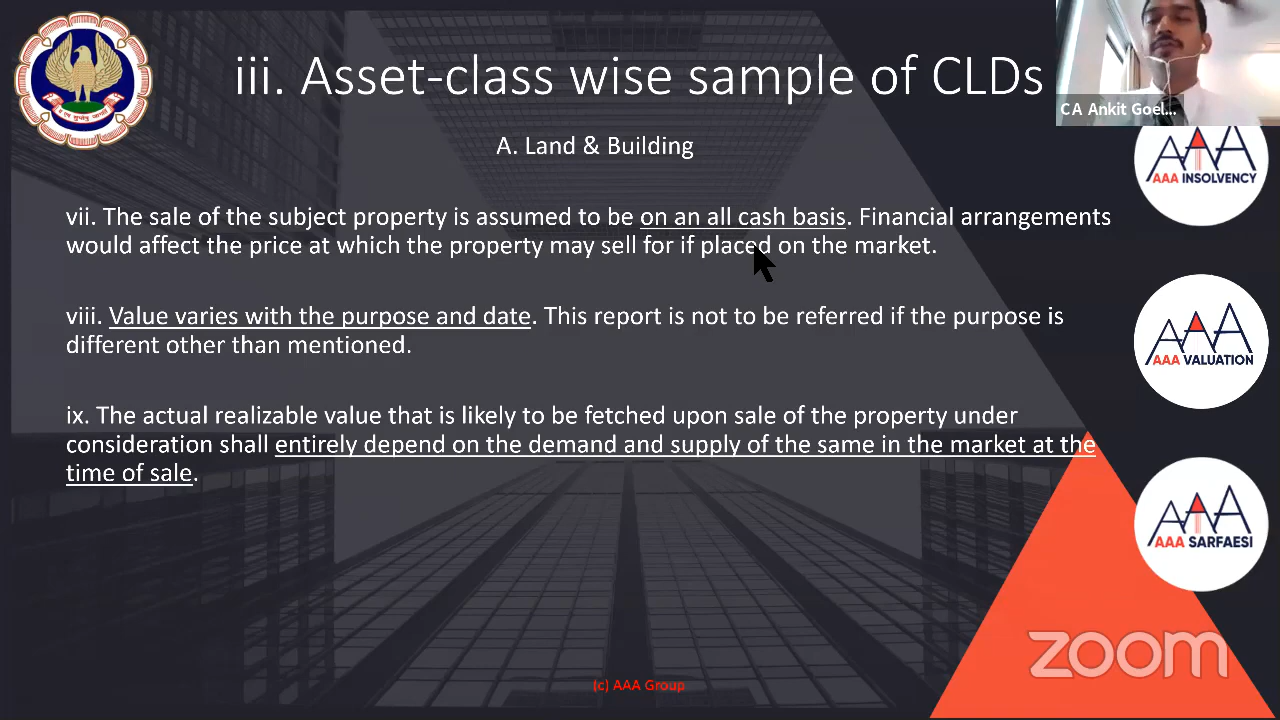 iii. Asset-class wise sample of CLDs
CA Ankit Goel...
A. Land & Building
AAA INSOLVENCY
vii. The sale of the subject property is assumed to be on an all cash basis. Financial arrangements
would affect the price at which the property may sell for if placed on the market.
viii. Value varies with the purpose and date. This report is not to be referred if the purpose is
different other than mentioned.
AAA VALUATION
ix. The actual realizable value that is likely to be fetched upon sale of the property under
consideration shall entirely depend on the demand and supply of the same in the market at the
time of sale.
AAA SARFAESI
zoom
(c) AAA Group